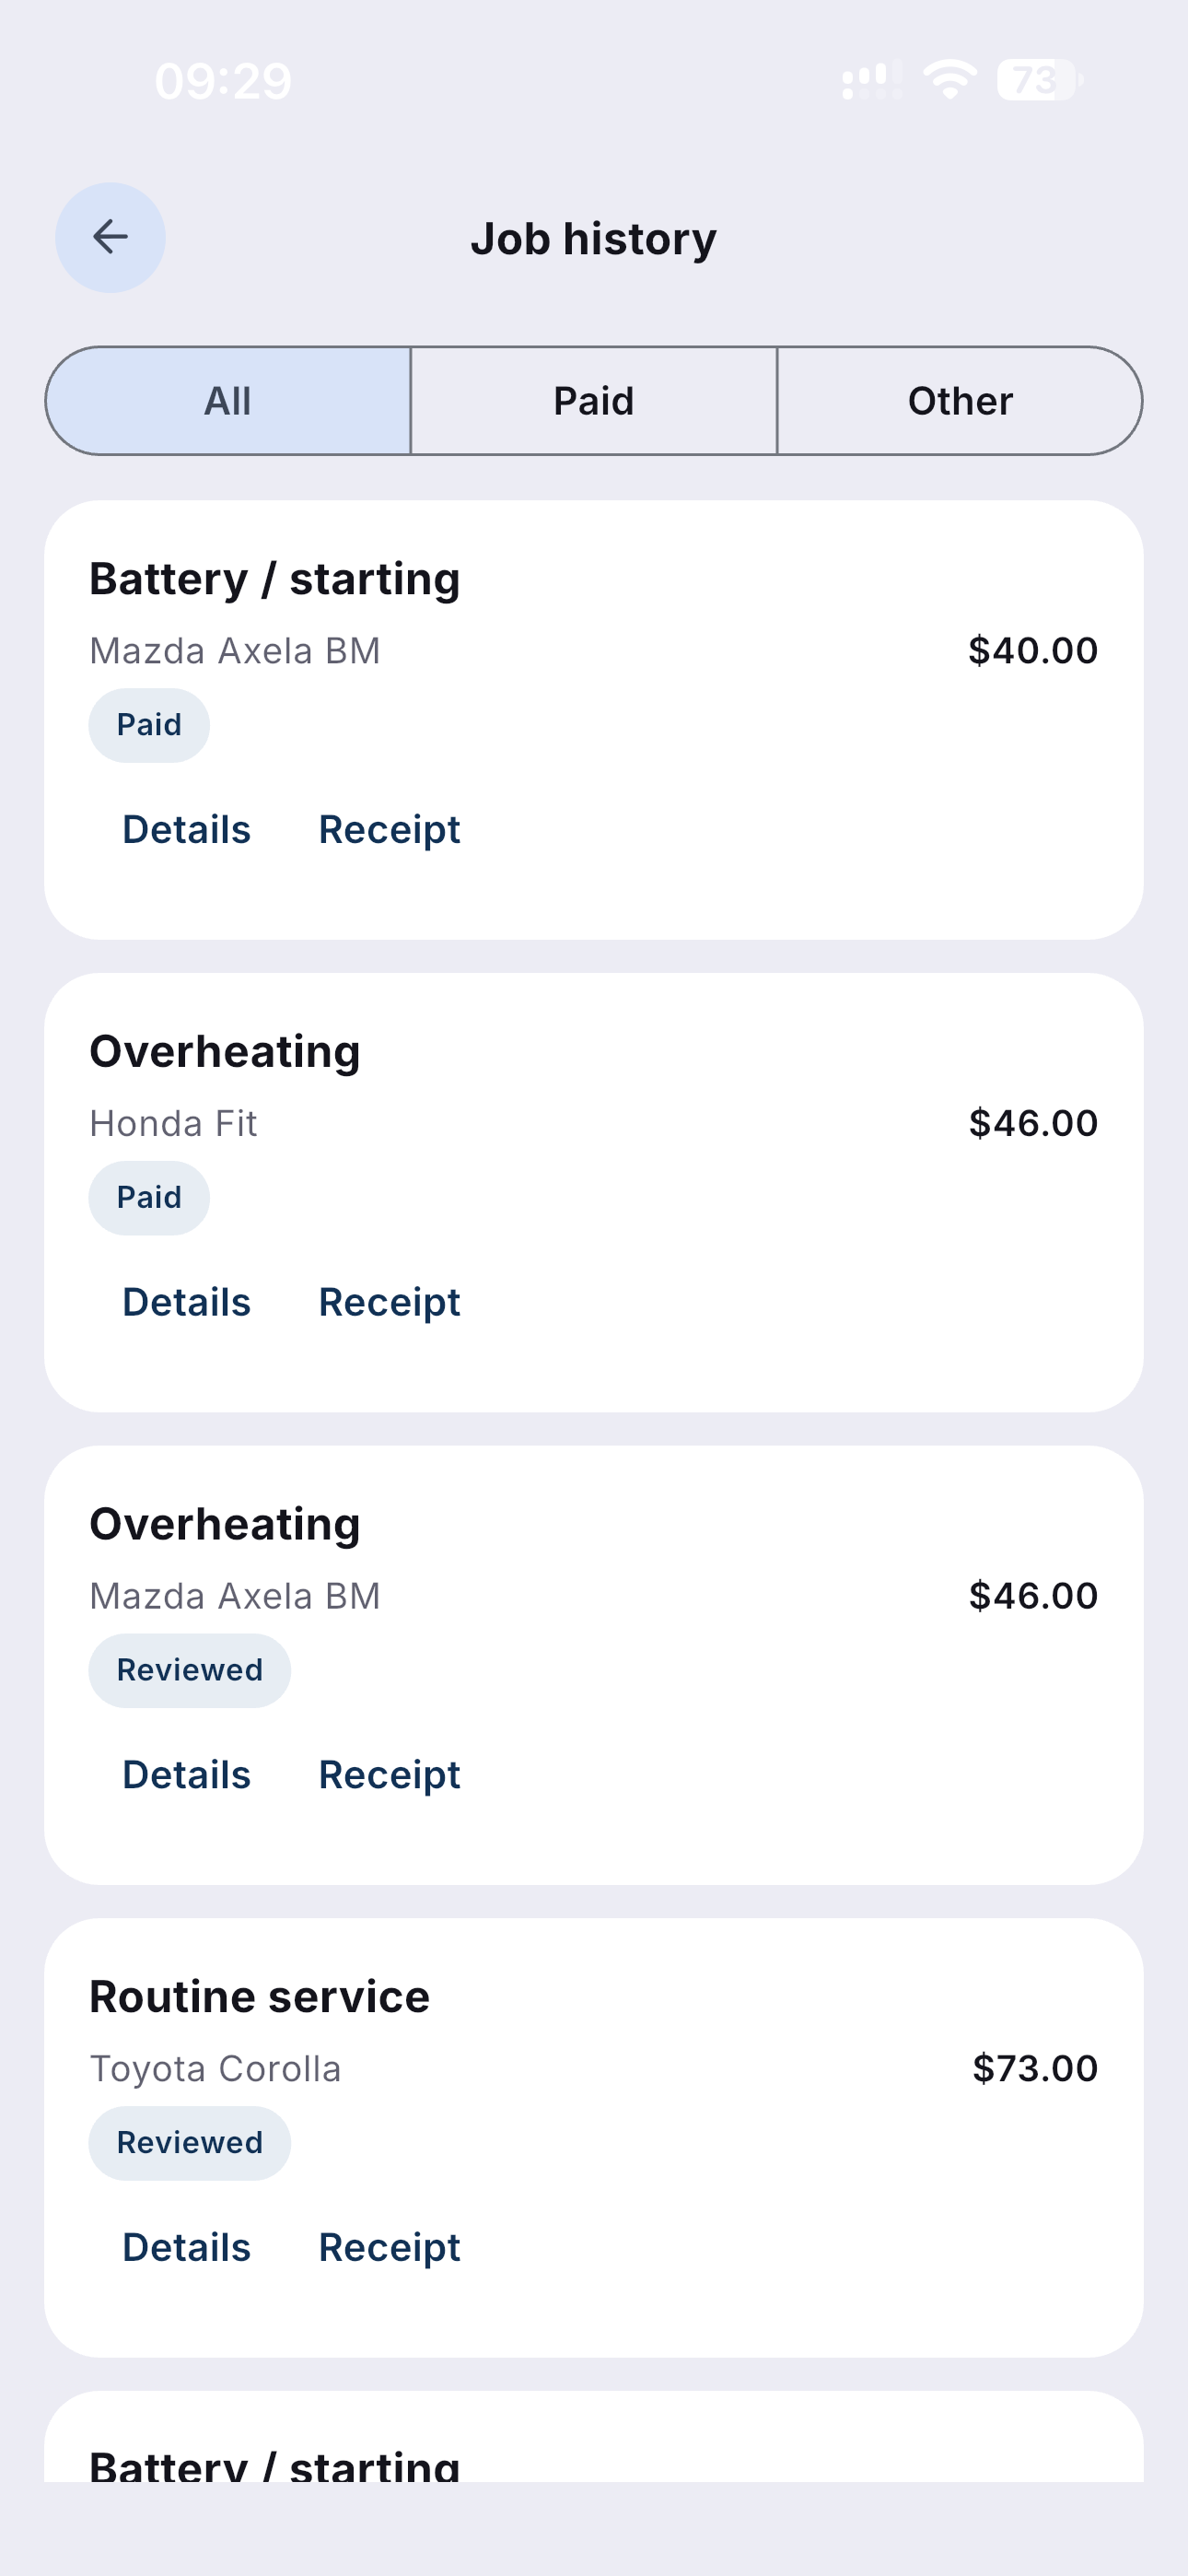 09:29
73
Job history
All
Paid
Other
Battery / starting
Mazda Axela BM
$40.00
Paid
Details
Receipt
Overheating
Honda Fit
$46.00
Paid
Details
Receipt
Overheating
Mazda Axela BM
$46.00
Reviewed
Details
Receipt
Routine service
Toyota Corolla
$73.00
Reviewed
Details
Receipt
Battery / starting